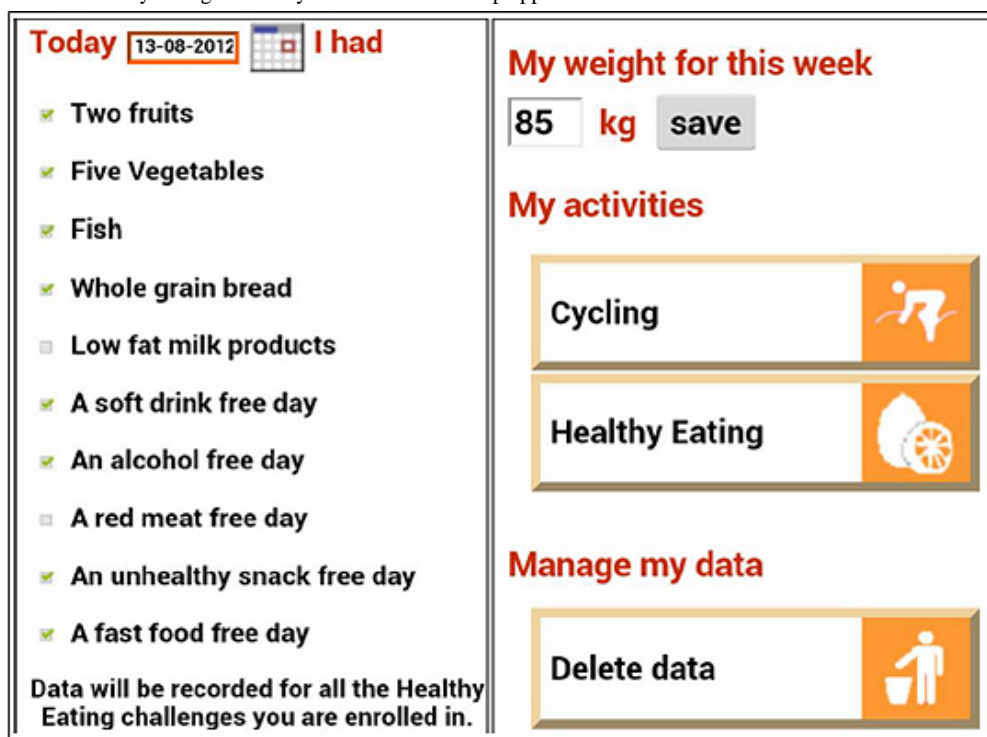 Today 13-08-2012 I had
Two fruits
Five Vegetables
Fish
Whole grain bread
Low fat milk products
A soft drink free day
An alcohol free day
A red meat free day
An unhealthy snack free day
A fast food free day
Data will be recorded for all the Healthy
Eating challenges you are enrolled in.
My weight for this week
85 kg save
My activities
Cycling
Healthy Eating
Manage my data
Delete data